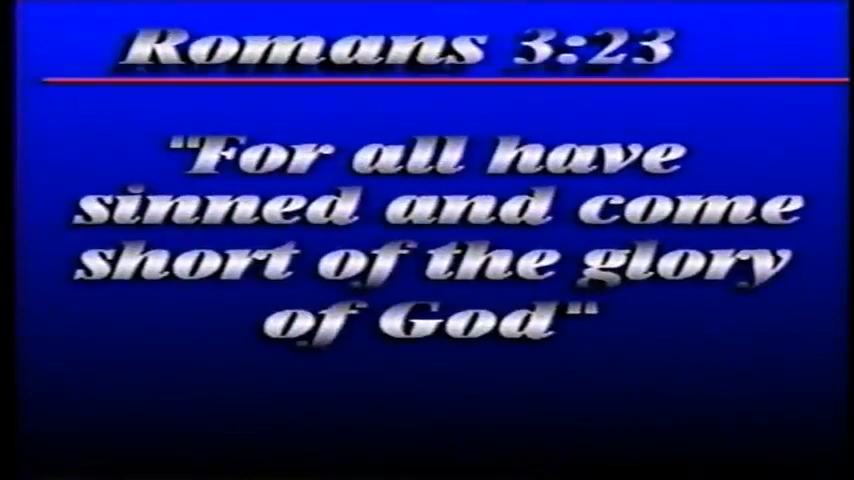 Romans 3:23
"For all have
sinned and come
short of the glory
of God"